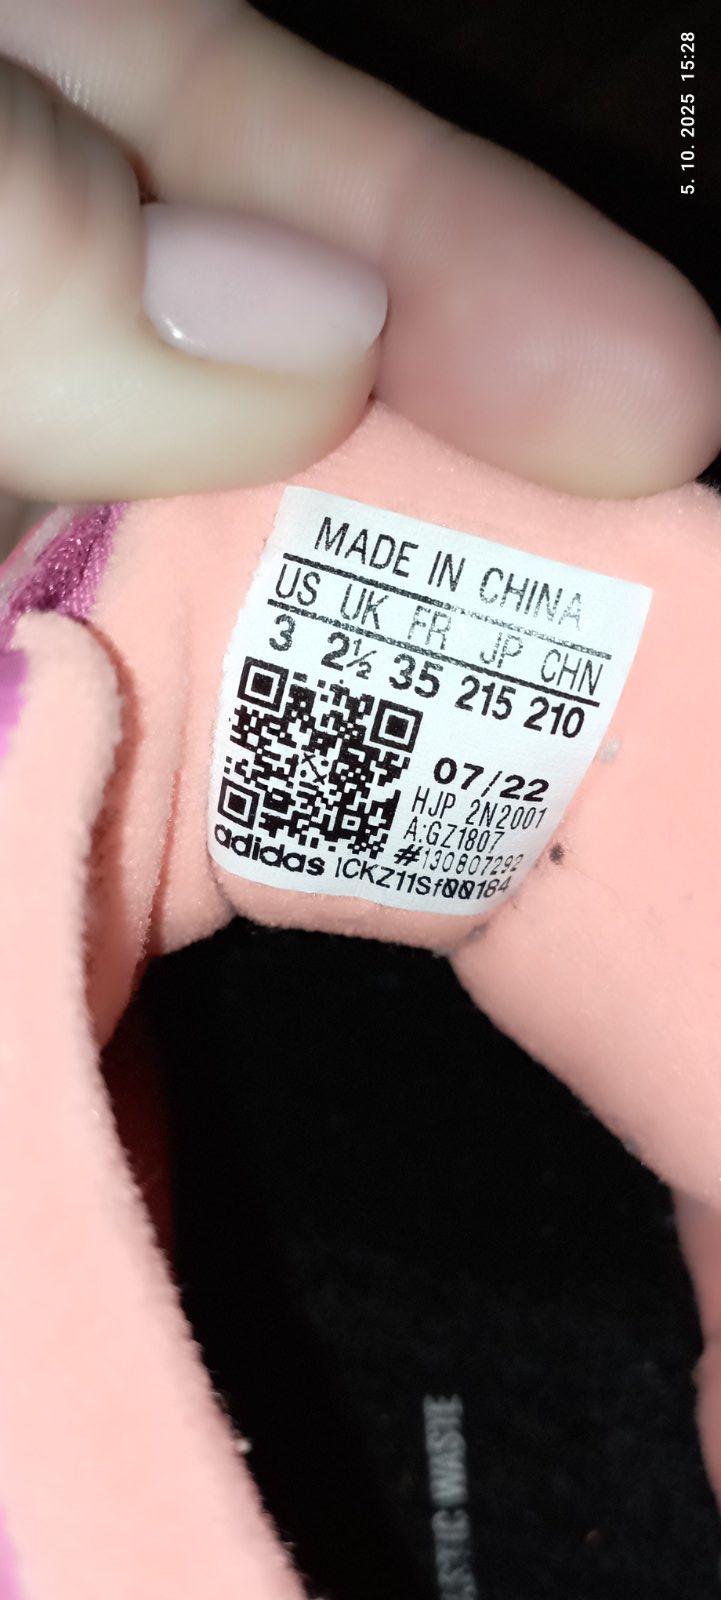 5. 10. 2025 15:28
MADE IN CHINA
US UK FR JP CHN
3 2½ 35 215 210
07/22
HJP 2N2001
A:GZ1807
#130807292
adidas ICKZ11Sf00184
WASTE